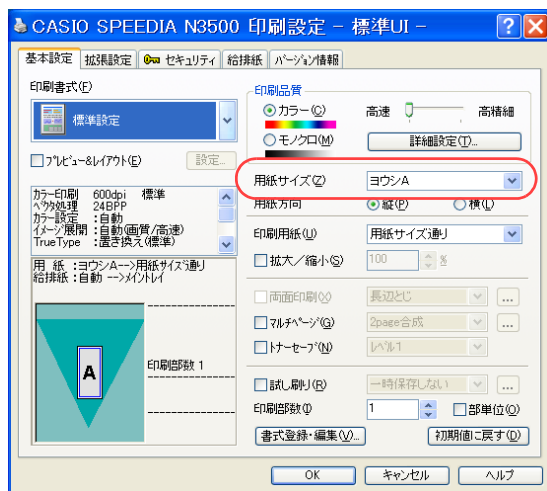 CASIO SPEEDIA N3500 印刷設定 - 標準UI -
基本設定 拡張設定 セキュリティ 給排紙 バージョン情報
印刷書式(F)
標準設定
プレビュー&レイアウト(E) 設定...
カラー印刷 600dpi 標準
ベクタ処理 24BPP
カラー設定 :自動
イメージ展開 :自動(画質/高速)
TrueType :置き換え(標準)
用 紙 :ヨウシA-->用紙サイズ通り
給排紙 :自動 -->メイントレイ
A
印刷部数 1
印刷品質
カラー(C) 高速 高精細
モノクロ(M) 詳細設定(T)...
用紙サイズ(Z) ヨウシA
用紙方向 縦(P) 横(L)
印刷用紙(U) 用紙サイズ通り
拡大/縮小(S) 100 %
両面印刷(X) 長辺とじ ...
マルチページ(G) 2page合成 ...
トナーセーブ(N) レベル1
試し刷り(R) 一時保存しない ...
印刷部数(I) 1 部単位(O)
書式登録・編集(V)... 初期値に戻す(D)
OK キャンセル ヘルプ